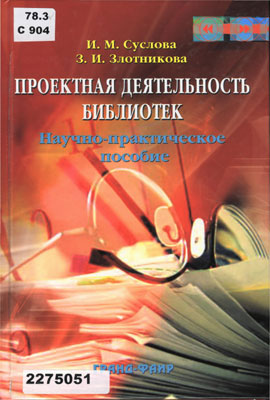 78.3
С 904
И. М. Суслова
З. И. Злотникова
ПРОЕКТНАЯ ДЕЯТЕЛЬНОСТЬ
БИБЛИОТЕК
Научно-практическое
пособие
ГРАНД-ФАИР
2275051